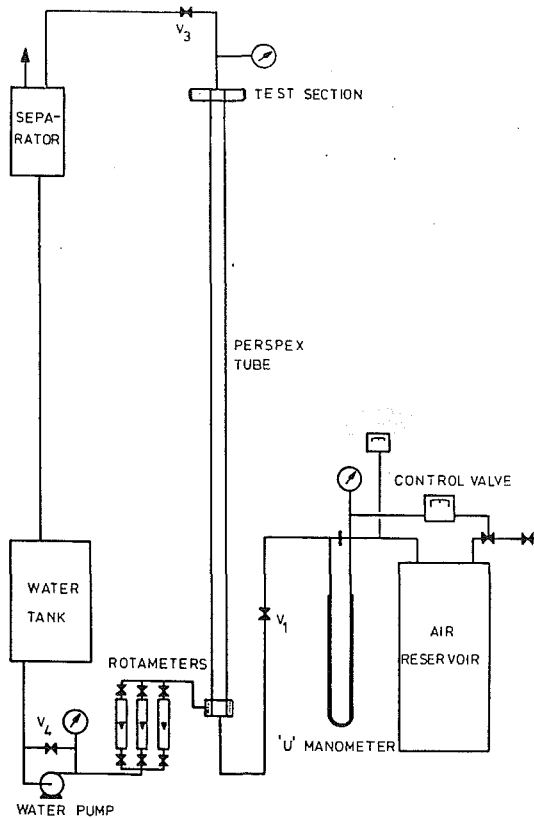 V3
TEST SECTION
SEPA-
RATOR
PERSPEX
TUBE
CONTROL VALVE
WATER
TANK
V1
AIR
RESERVOIR
ROTAMETERS
V4
'U' MANOMETER
WATER PUMP